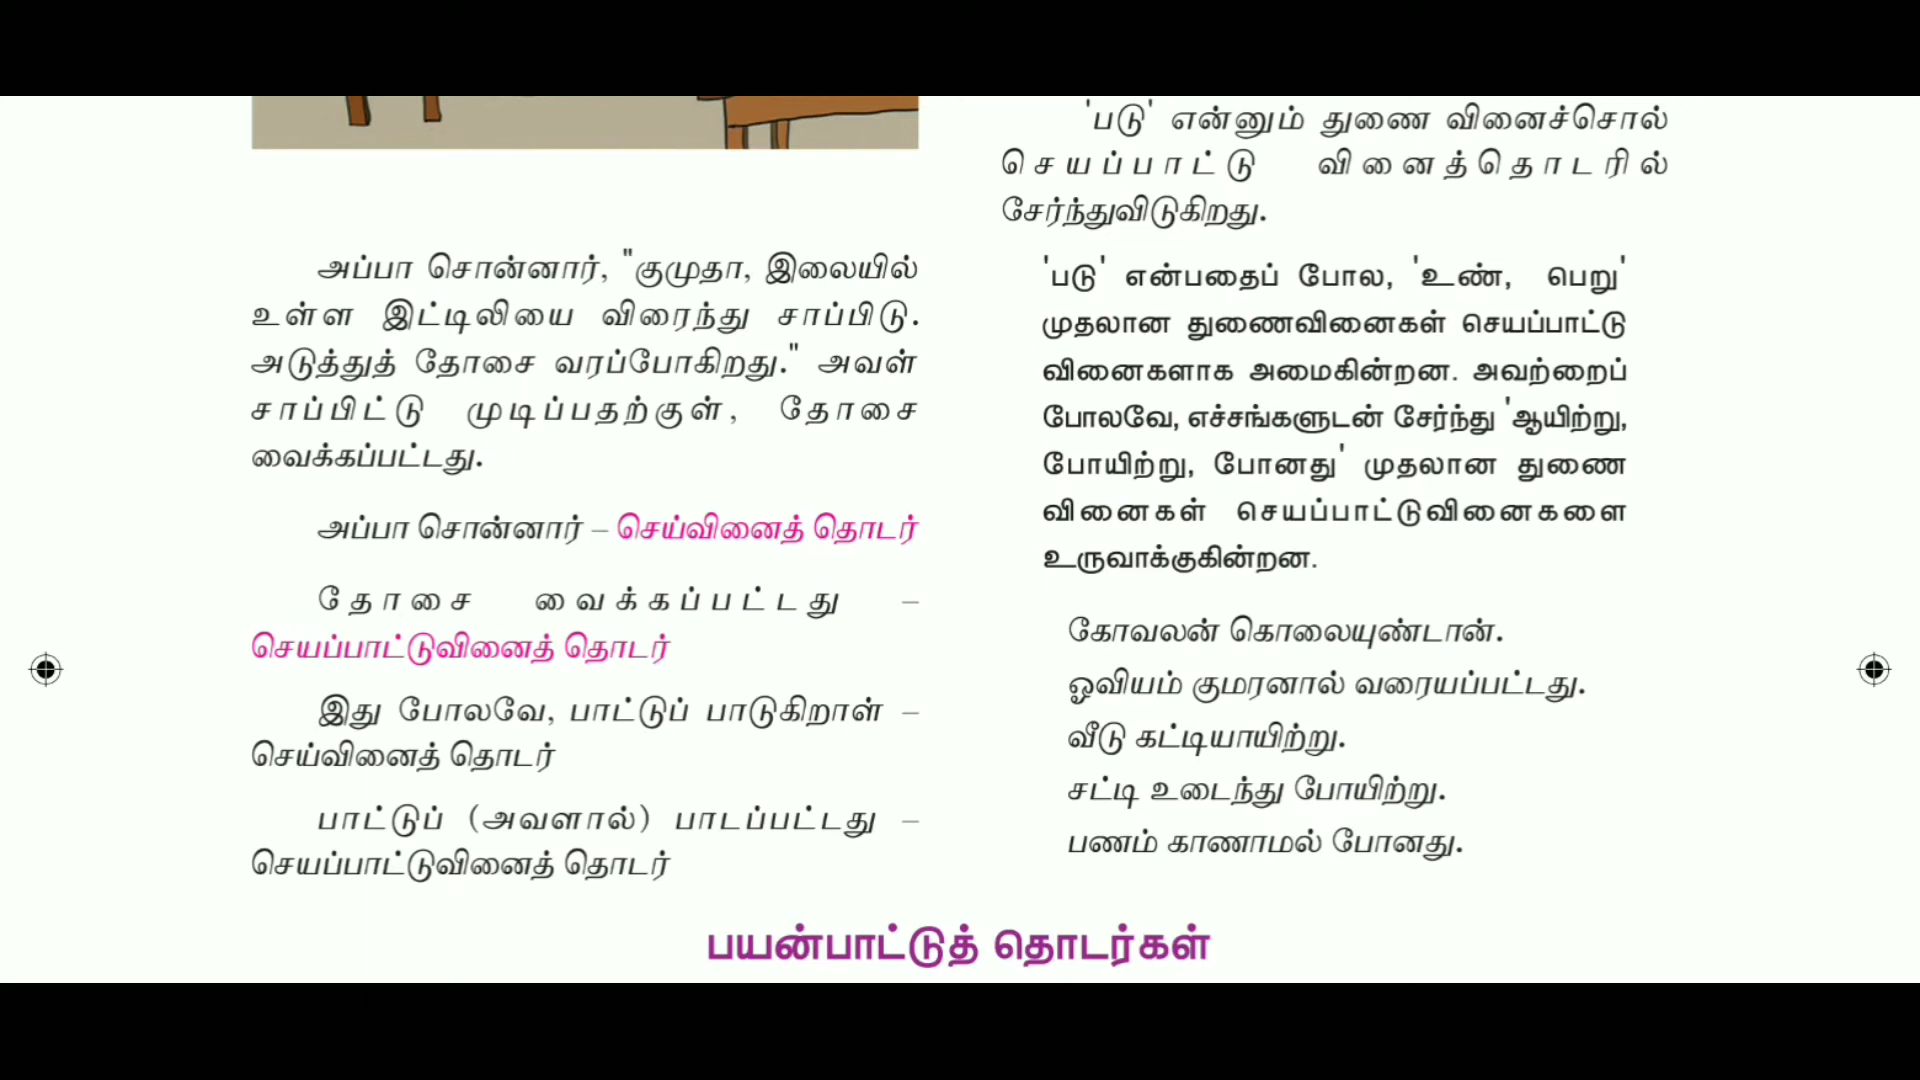 அப்பா சொன்னார், "குமுதா, இலையில்
உள்ள இட்டிலியை விரைந்து சாப்பிடு.
அடுத்துத் தோசை வரப்போகிறது." அவள்
சாப்பிட்டு முடிப்பதற்குள், தோசை
வைக்கப்பட்டது.
அப்பா சொன்னார் – செய்வினைத் தொடர்
தோசை வைக்கப்பட்டது –
செயப்பாட்டுவினைத் தொடர்
இது போலவே, பாட்டுப் பாடுகிறாள் –
செய்வினைத் தொடர்
பாட்டுப் (அவளால்) பாடப்பட்டது –
செயப்பாட்டுவினைத் தொடர்
'படு' என்னும் துணை வினைச்சொல்
செயப்பாட்டு வினைத்தொடரில்
சேர்ந்துவிடுகிறது.
'படு' என்பதைப் போல, 'உண், பெறு'
முதலான துணைவினைகள் செயப்பாட்டு
வினைகளாக அமைகின்றன. அவற்றைப்
போலவே, எச்சங்களுடன் சேர்ந்து 'ஆயிற்று,
போயிற்று, போனது' முதலான துணை
வினைகள் செயப்பாட்டுவினைகளை
உருவாக்குகின்றன.
கோவலன் கொலையுண்டான்.
ஓவியம் குமரனால் வரையப்பட்டது.
வீடு கட்டியாயிற்று.
சட்டி உடைந்து போயிற்று.
பணம் காணாமல் போனது.
பயன்பாட்டுத் தொடர்கள்